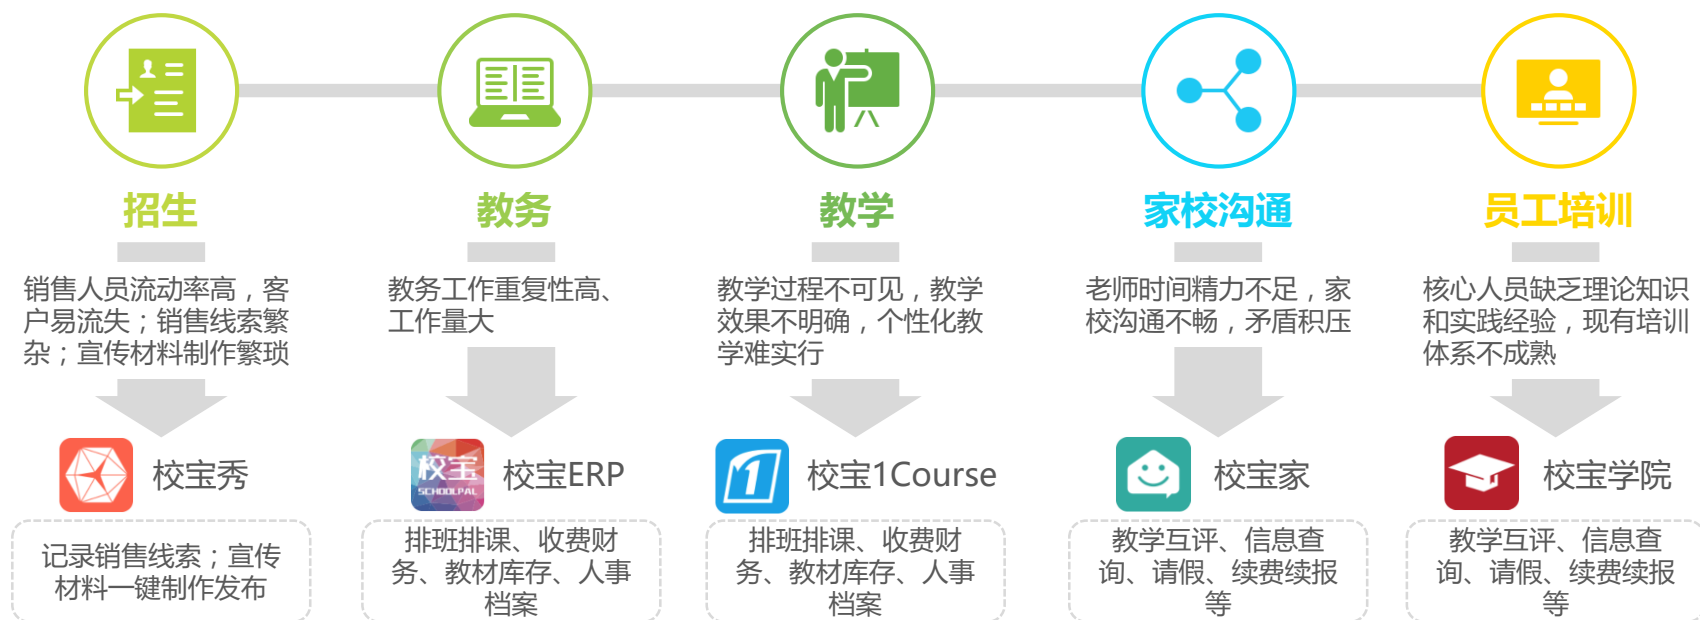 招生
教务
教学
家校沟通
员工培训
销售人员流动率高，客
户易流失；销售线索繁
杂；宣传材料制作繁琐
教务工作重复性高、
工作量大
教学过程不可见，教学
效果不明确，个性化教
学难实行
老师时间精力不足，家
校沟通不畅，矛盾积压
核心人员缺乏理论知识
和实践经验，现有培训
体系不成熟
校宝秀
校宝
SCHOOLPAL
校宝ERP
1
校宝1Course
校宝家
校宝学院
记录销售线索；宣传
材料一键制作发布
排班排课、收费财
务、教材库存、人事
档案
排班排课、收费财
务、教材库存、人事
档案
教学互评、信息查
询、请假、续费续报
等
教学互评、信息查
询、请假、续费续报
等